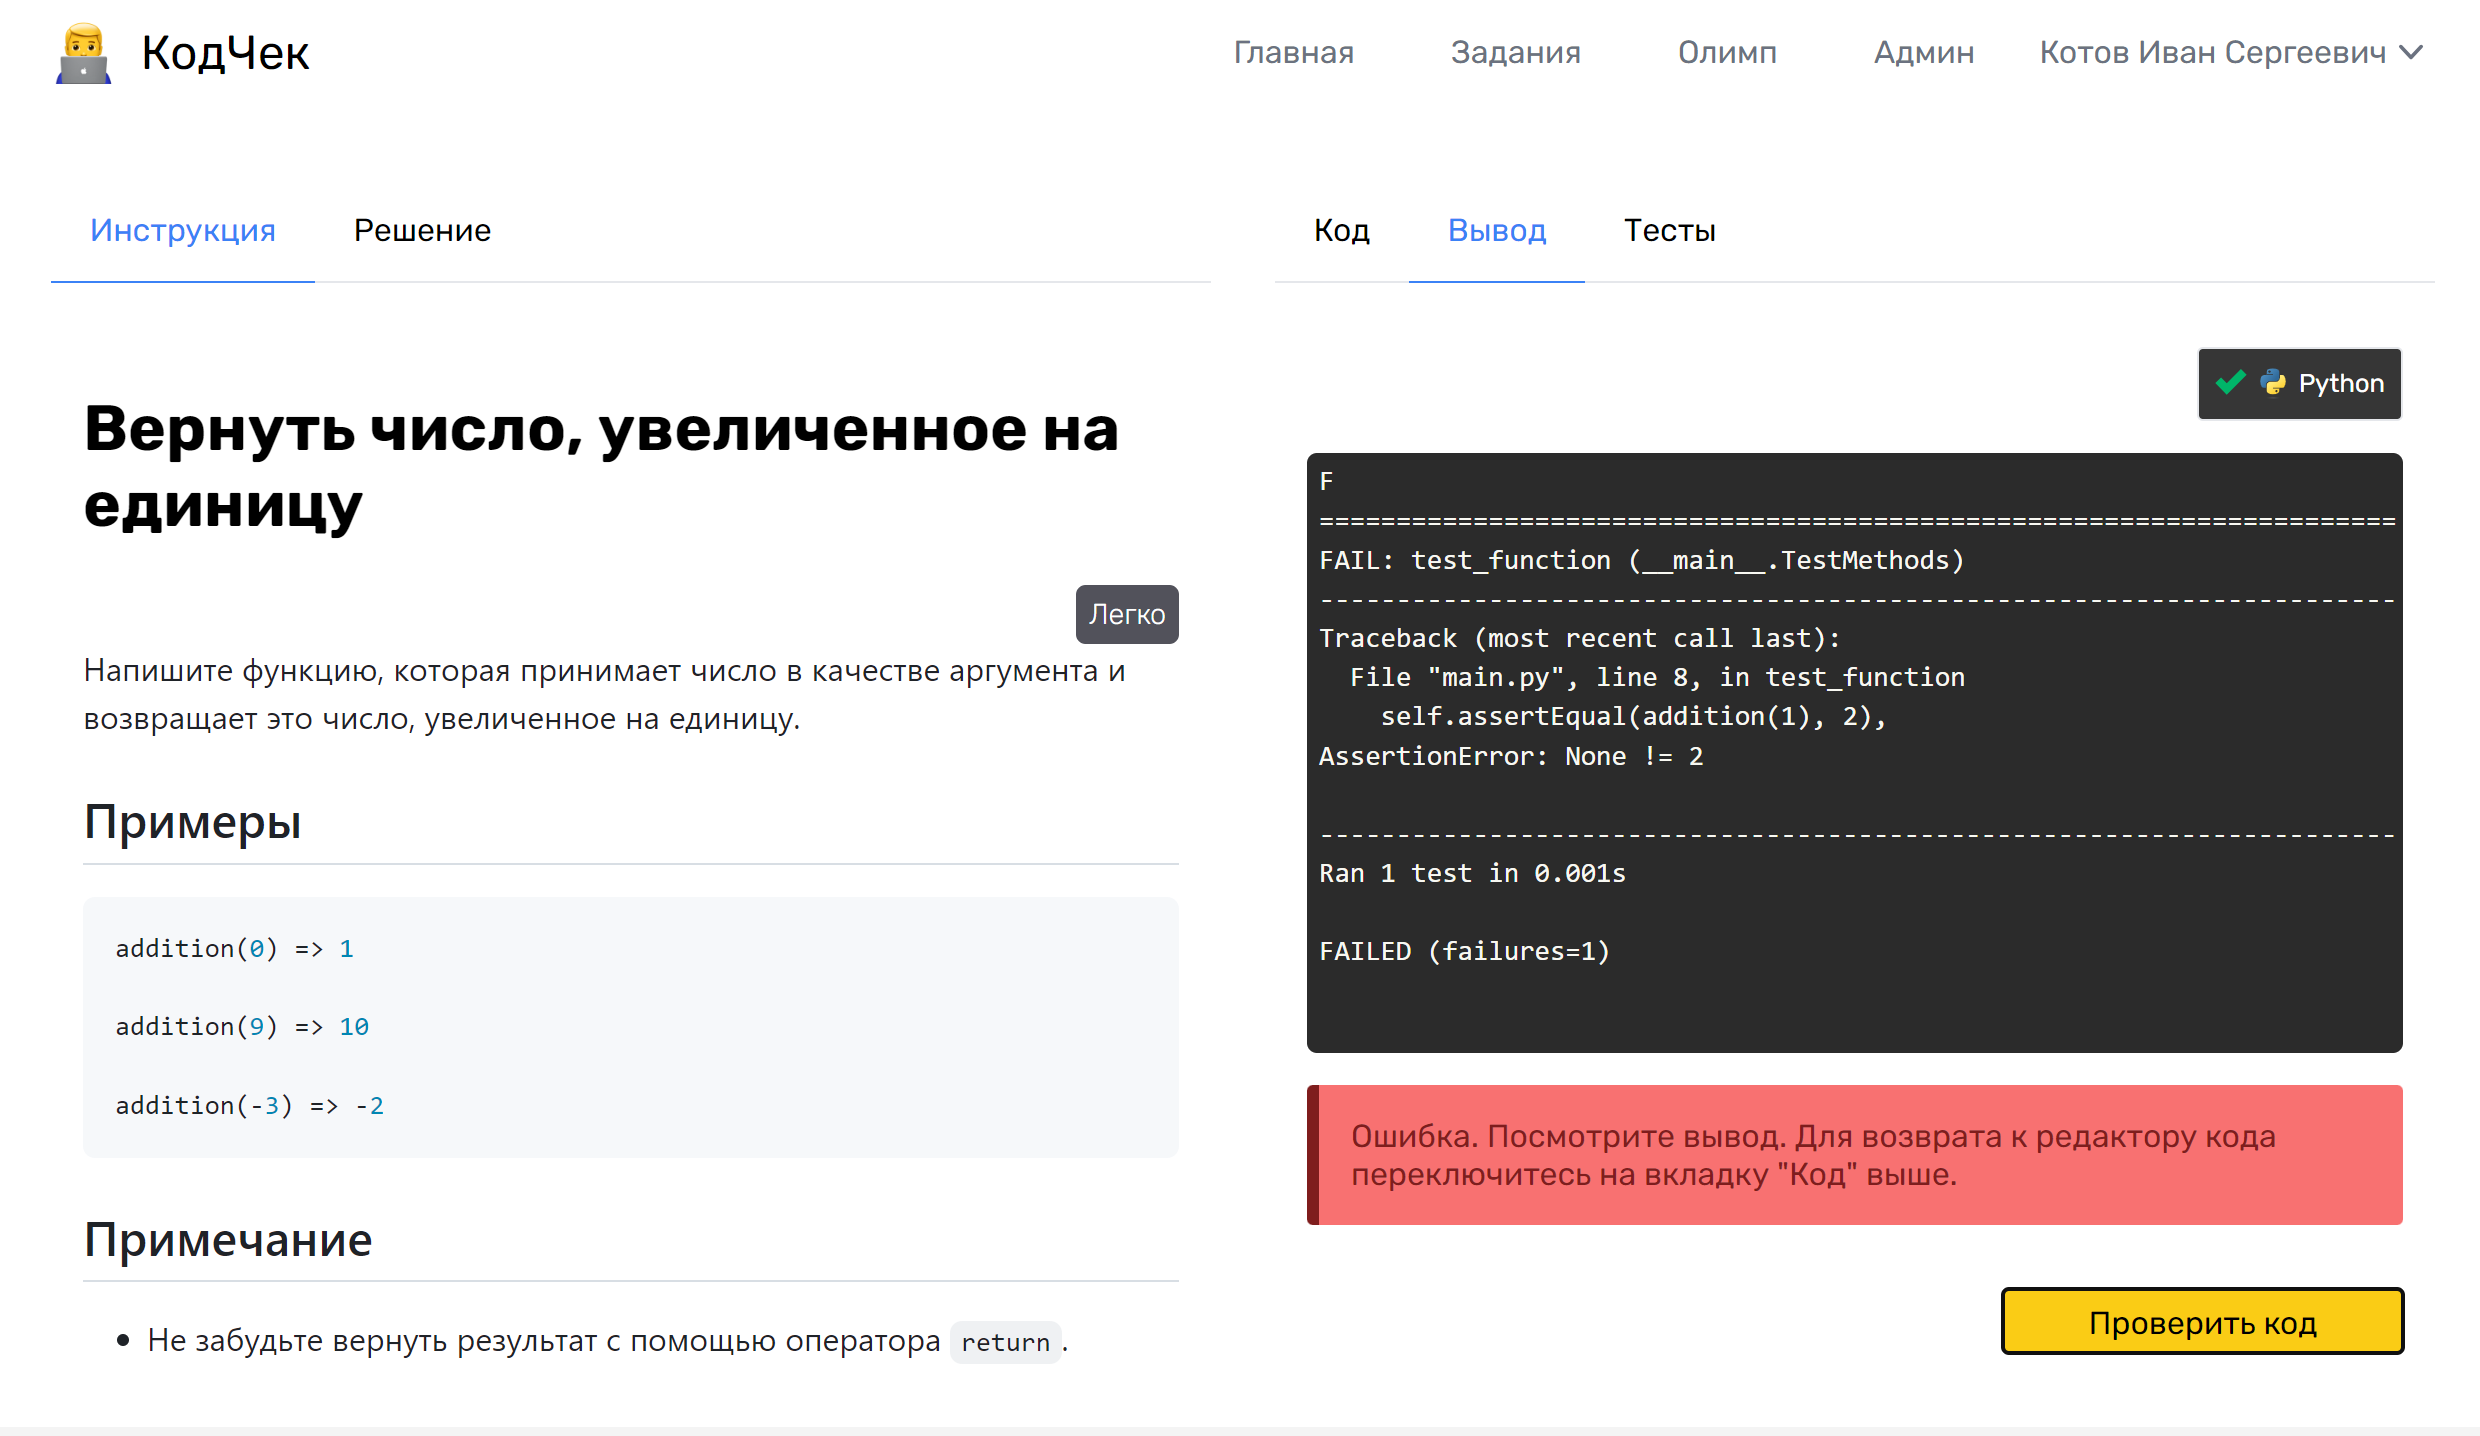 КодЧек
Главная
Задания
Олимп
Админ
Котов Иван Сергеевич
Инструкция
Решение
Вернуть число, увеличенное на
единицу
Легко
Напишите функцию, которая принимает число в качестве аргумента и
возвращает это число, увеличенное на единицу.
Примеры
addition(0) => 1
addition(9) => 10
addition(-3) => -2
Примечание
Не забудьте вернуть результат с помощью оператора return.
Код
Вывод
Тесты
Python
F
======================================================================
FAIL: test_function (__main__.TestMethods)
----------------------------------------------------------------------
Traceback (most recent call last):
  File "main.py", line 8, in test_function
    self.assertEqual(addition(1), 2),
AssertionError: None != 2
----------------------------------------------------------------------
Ran 1 test in 0.001s
FAILED (failures=1)
Ошибка. Посмотрите вывод. Для возврата к редактору кода
переключитесь на вкладку "Код" выше.
Проверить код